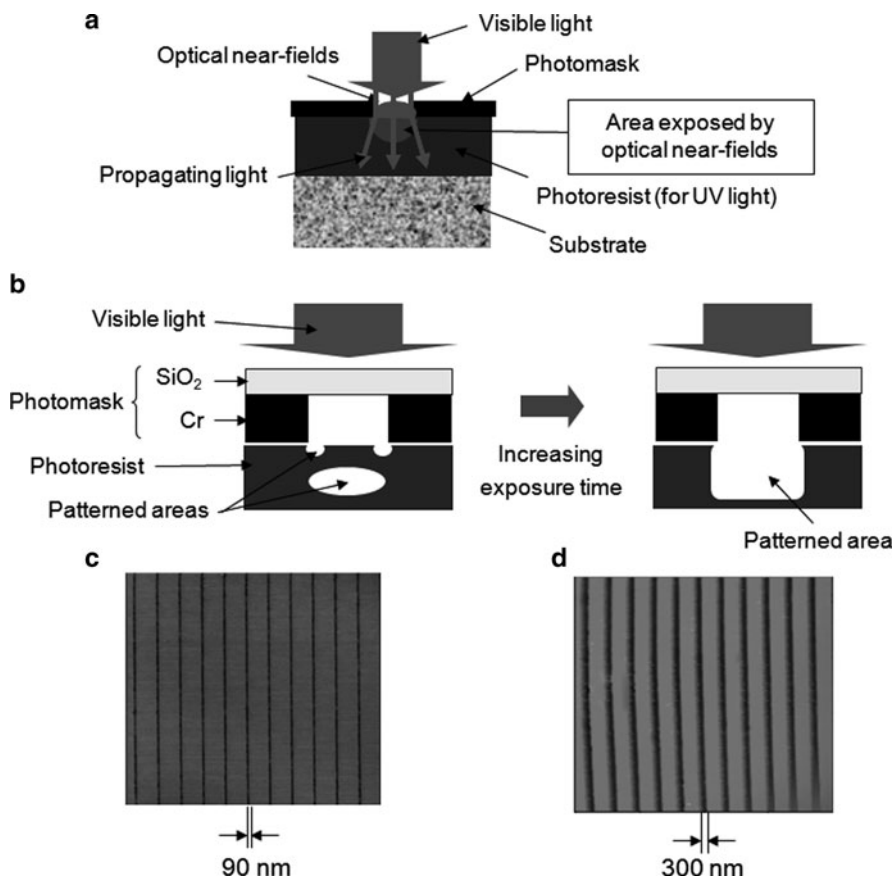 a
Visible light
Optical near-fields
Photomask
Area exposed by
optical near-fields
Propagating light
Photoresist (for UV light)
Substrate
b
Visible light
SiO₂
Photomask
Cr
Photoresist
Patterned areas
Increasing
exposure time
Patterned area
c
d
90 nm
300 nm